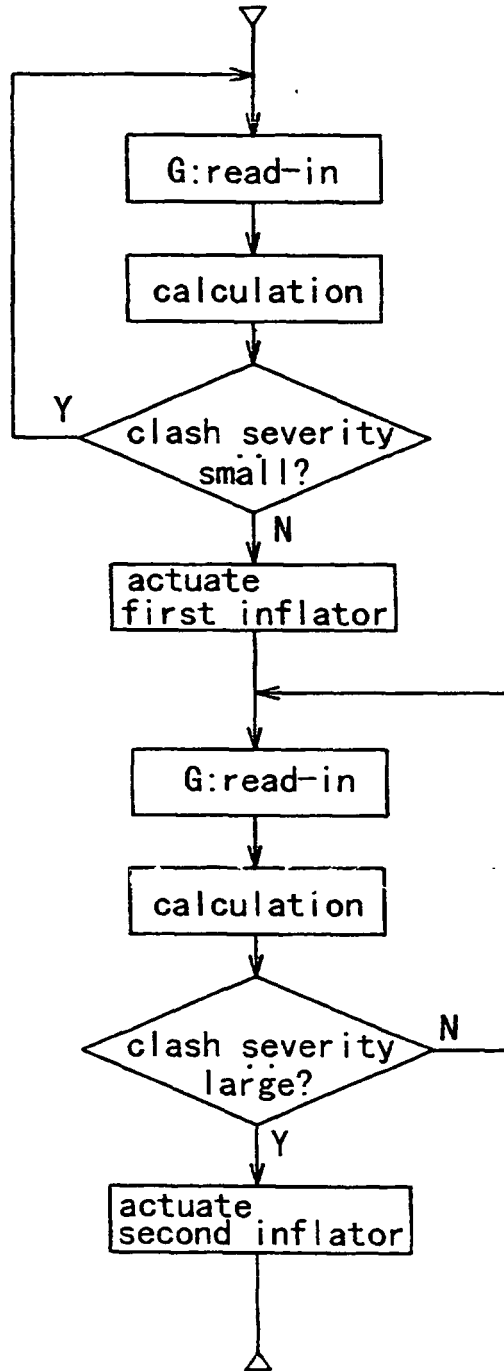 G:read-in
calculation
Y
clash severity
small?
N
actuate
first inflator
G:read-in
calculation
N
clash severity
large?
Y
actuate
second inflator